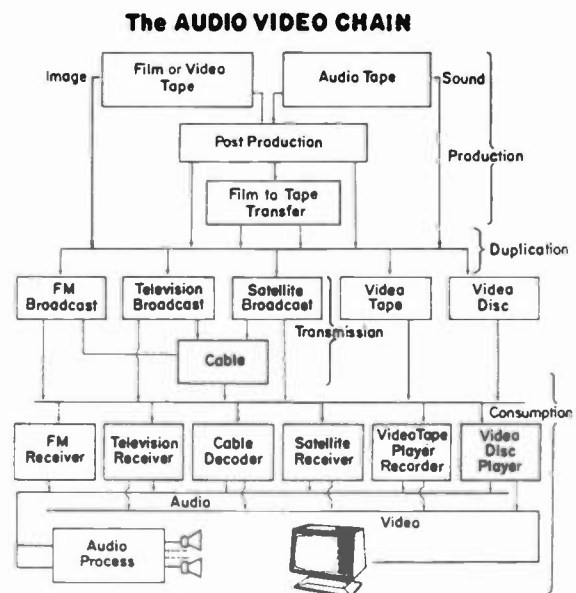 The AUDIO VIDEO CHAIN
Image
Film or Video
Tape
Audio Tape
Sound
Post Production
Production
Film to Tape
Transfer
Duplication
FM
Broadcast
Television
Broadcast
Satellite
Broadcast
Video
Tape
Video
Disc
Transmission
Cable
Consumption
FM
Receiver
Television
Receiver
Cable
Decoder
Satellite
Receiver
VideoTape
Player
Recorder
Video
Disc
Player
Audio
Video
Audio
Process